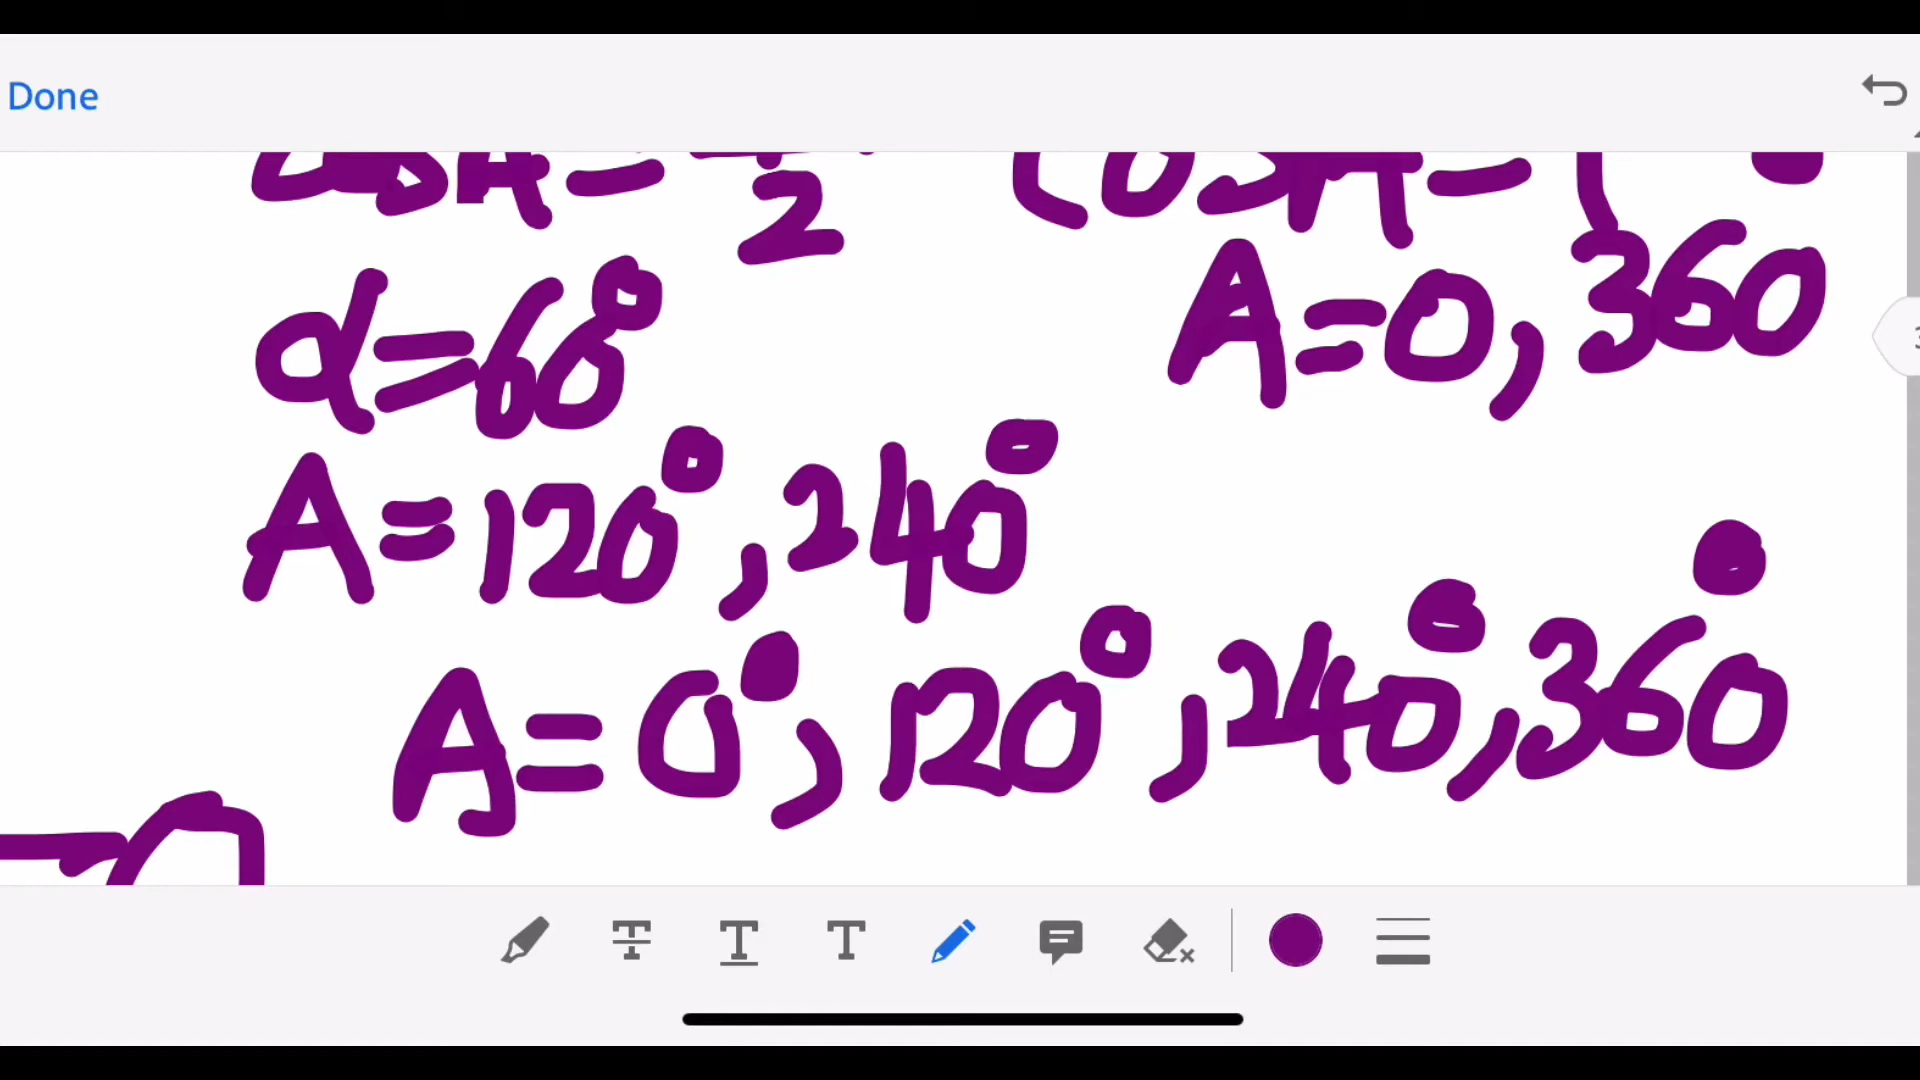 Done
cosA=-1/2 cosA=1
α=60° A=0,360
A=120°,240°
A=0°,120°,240°,360°